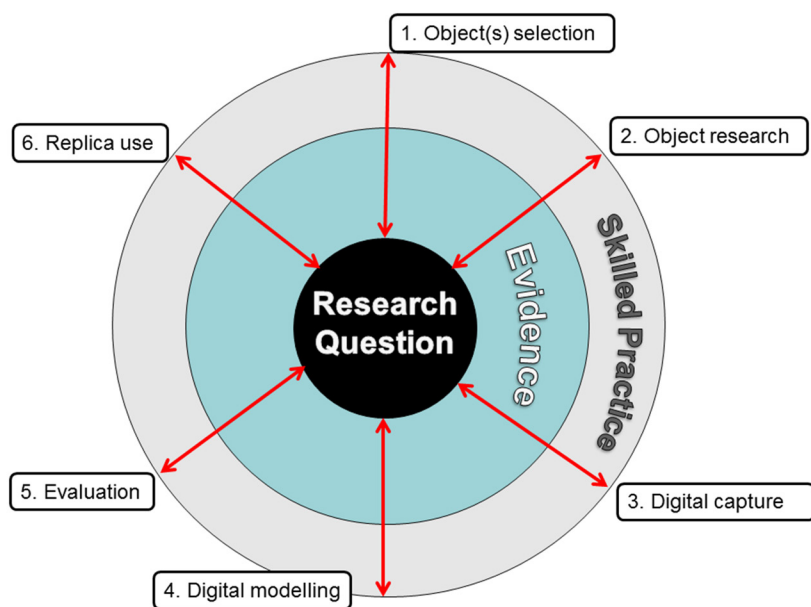 1. Object(s) selection
2. Object research
3. Digital capture
4. Digital modelling
5. Evaluation
6. Replica use
Research
Question
Evidence
Skilled Practice